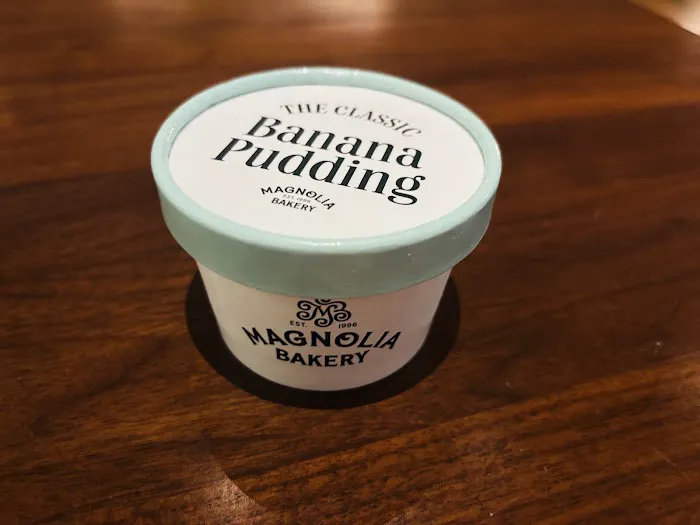 THE CLASSIC
Banana
Pudding
MAGNOLIA
EST. 1996
BAKERY
M
EST. 1996
MAGNOLIA
BAKERY